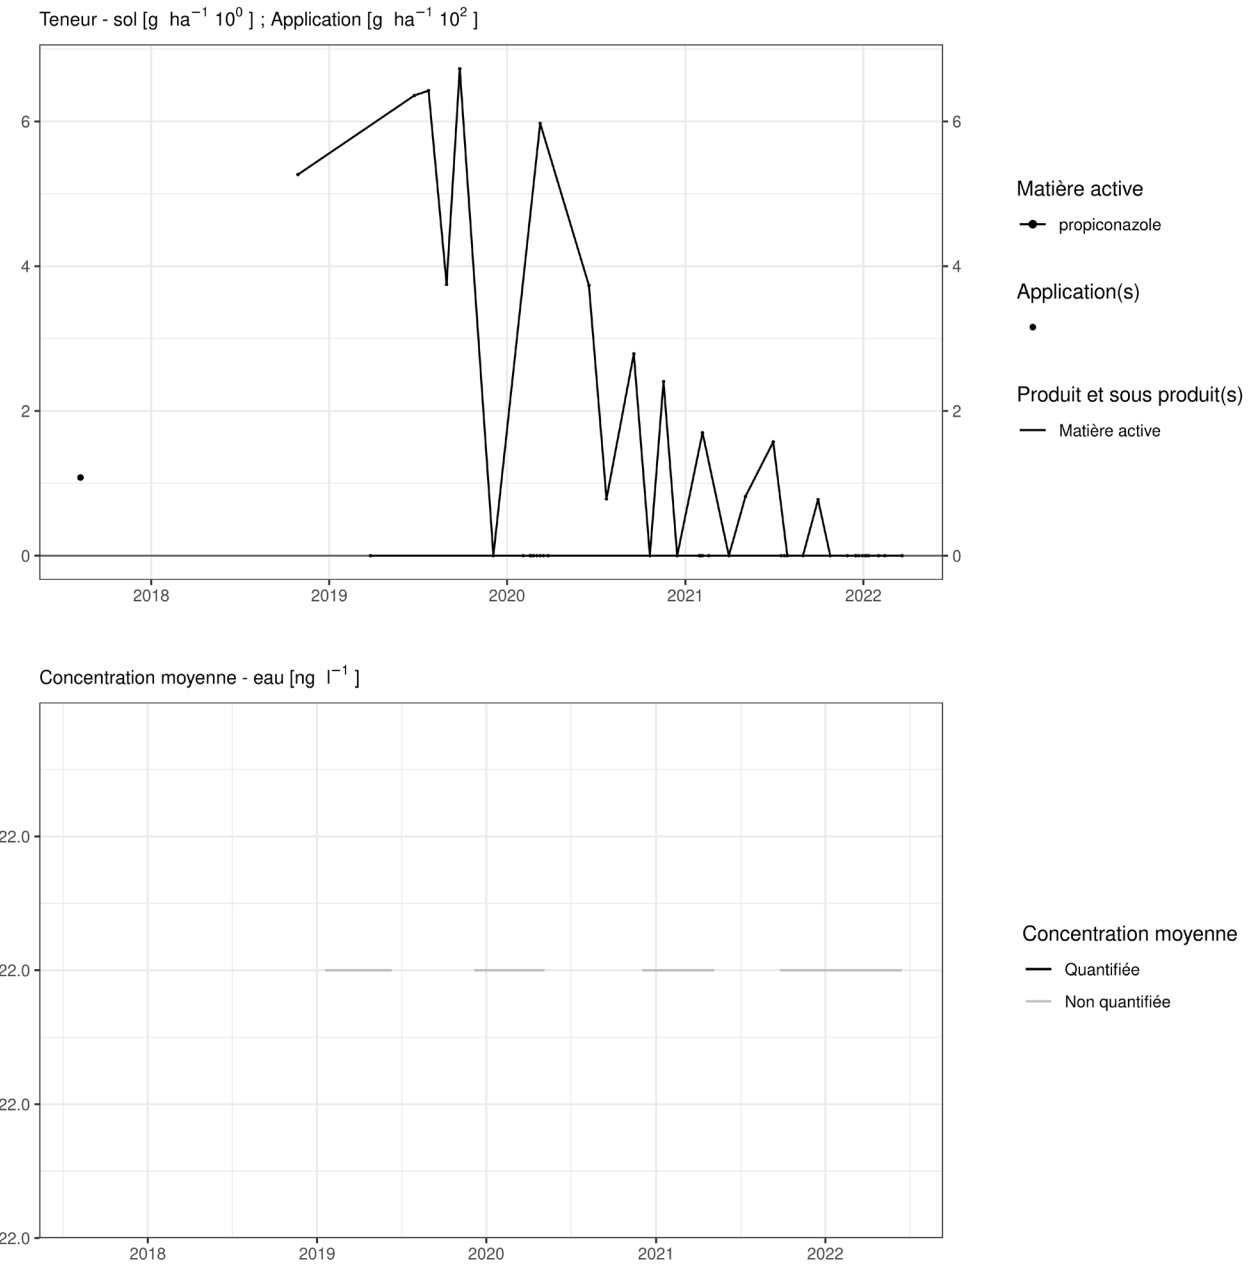 Teneur - sol [g ha⁻¹ 10⁰ ] ; Application [g ha⁻¹ 10² ]
6
4
2
0
6
4
2
0
2018 2019 2020 2021 2022
Matière active
propiconazole
Application(s)
Produit et sous produit(s)
Matière active
Concentration moyenne - eau [ng l⁻¹ ]
22.0
22.0
22.0
22.0
2018 2019 2020 2021 2022
Concentration moyenne
Quantifiée
Non quantifiée